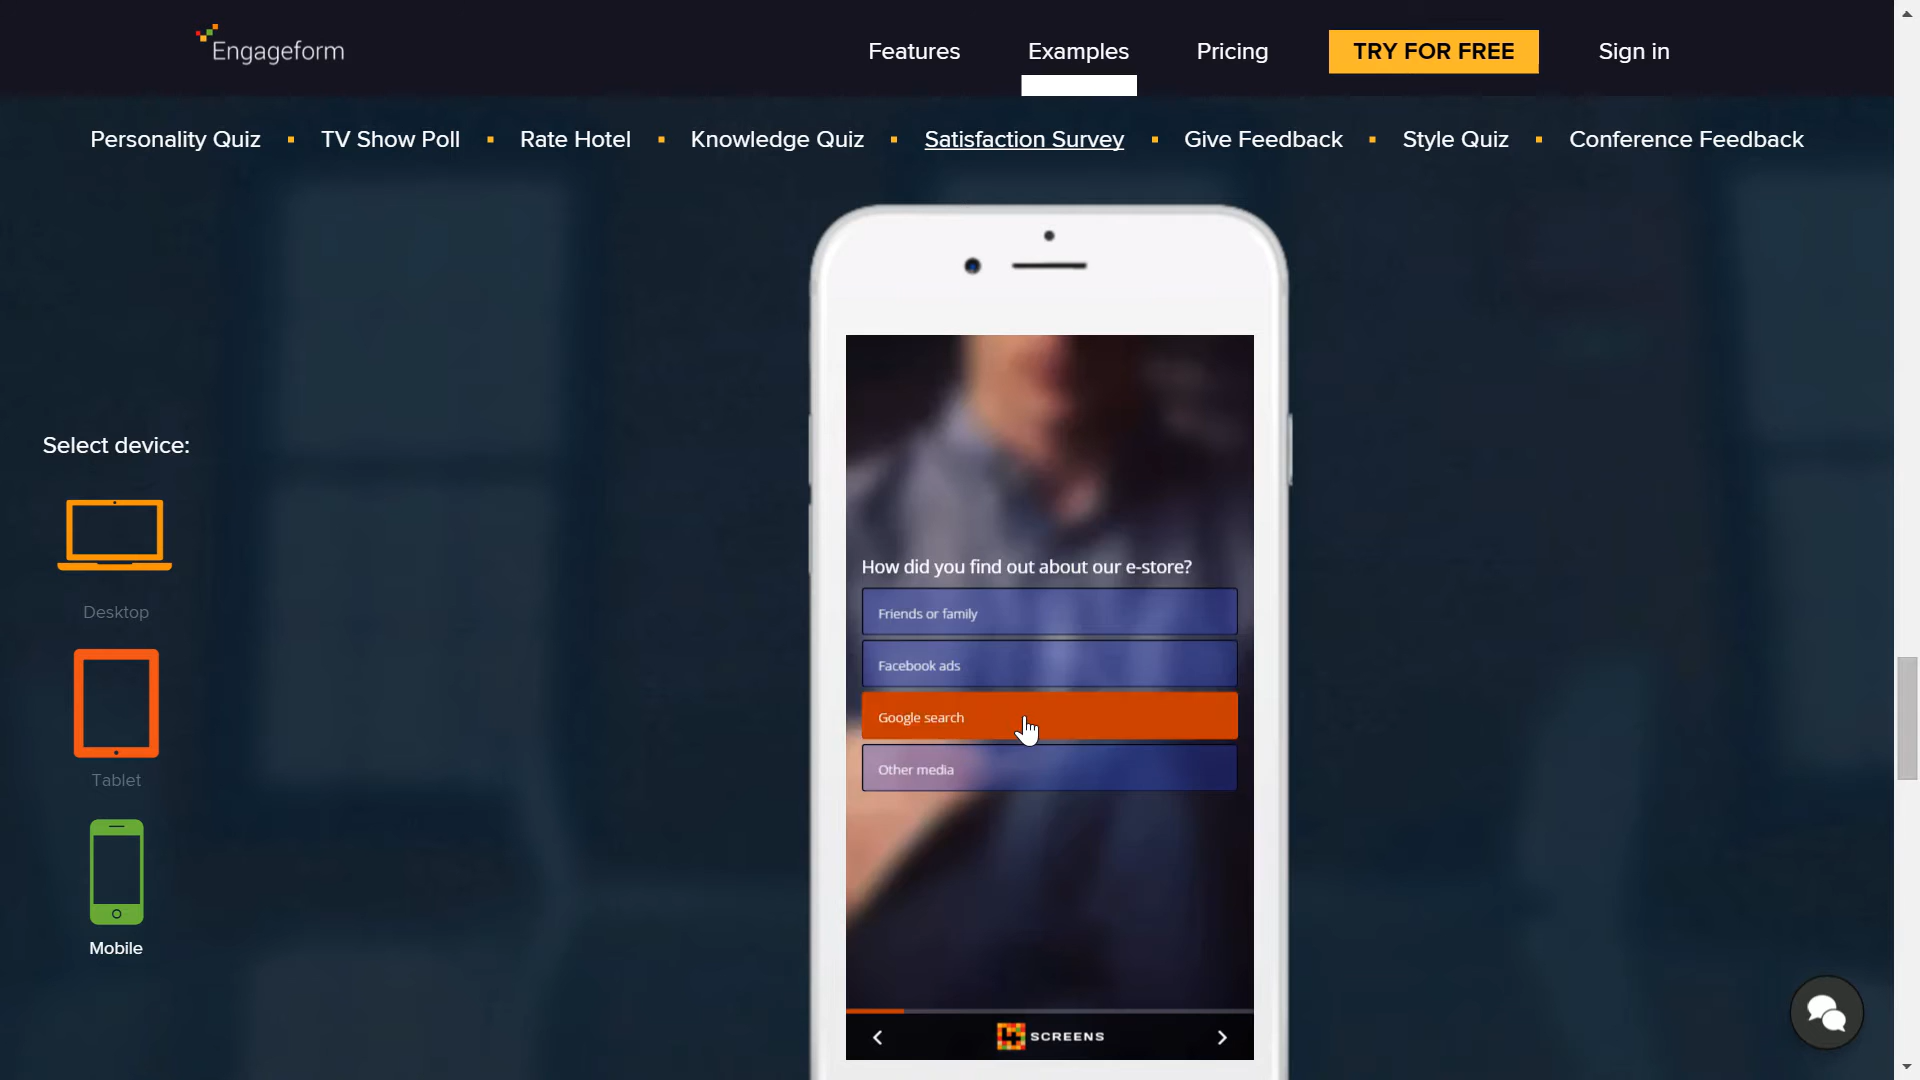 Engageform
Features
Examples
Pricing
TRY FOR FREE
Sign in
Personality Quiz
TV Show Poll
Rate Hotel
Knowledge Quiz
Satisfaction Survey
Give Feedback
Style Quiz
Conference Feedback
Select device:
Desktop
Tablet
Mobile
How did you find out about our e-store?
Friends or family
Facebook ads
Google search
Other media
4 SCREENS